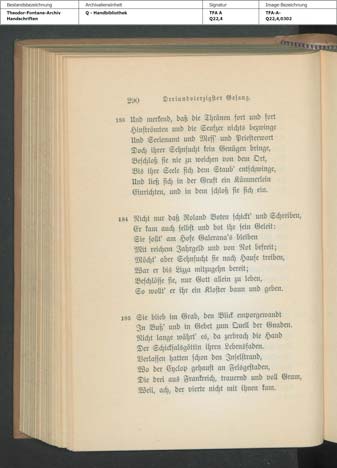 Bestandsbezeichnung Archivalieneinheit Signatur Image-Bezeichnung
Theodor-Fontane-Archiv Q - Handbibliothek TFA A TFA-A-
Handschriften Q22,4 Q22,4,0302
290 Dreiundvierzigster Gesang.
183 Und merkend, daß die Thränen fort und fort
Hinströmten und die Seufzer nichts bezwinge
Und Seelenamt und Mess' und Priesterwort
Doch ihrer Sehnsucht kein Genügen bringe,
Beschloß sie nie zu weichen von dem Ort,
Bis ihre Seele sich dem Staub' entschwinge,
Und ließ sich in der Gruft ein Kämmerlein
Einrichten, und in dem schloß sie sich ein.
184 Nicht nur daß Roland Boten schickt' und Schreiben,
Er kam auch selbst und bot ihr sein Geleit:
Sie sollt' am Hofe Galerana's bleiben
Mit reichem Jahrgeld und von Not befreit;
Möcht' aber Sehnsucht sie nach Hause treiben,
War er bis Lizza mitzugehn bereit;
Beschlösse sie, nur Gott allein zu leben,
So wollt' er ihr ein Kloster baun und geben.
185 Sie blieb im Grab, den Blick emporgewandt
In Buß' und in Gebet zum Quell der Gnaden.
Nicht lange währt' es, da zerbrach die Hand
Der Schicksalsgöttin ihren Lebensfaden.
Verlassen hatten schon den Inselstrand,
Wo der Cyclop gehaust an Felsgestaden,
Die drei aus Frankreich, trauernd und voll Gram,
Weil, ach, der vierte nicht mit ihnen kam.